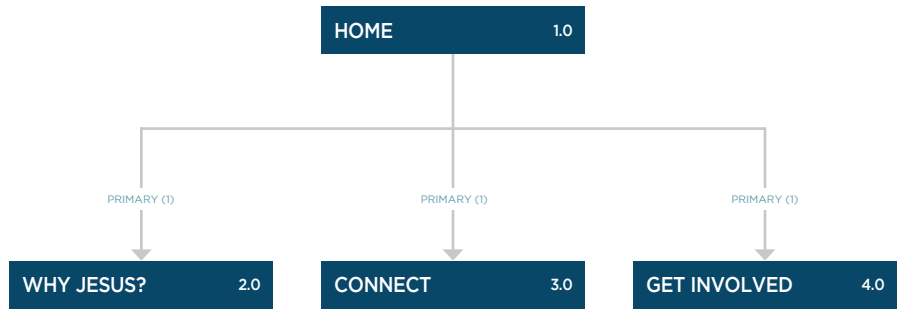 HOME 1.0
PRIMARY (1) PRIMARY (1) PRIMARY (1)
WHY JESUS? 2.0 CONNECT 3.0 GET INVOLVED 4.0